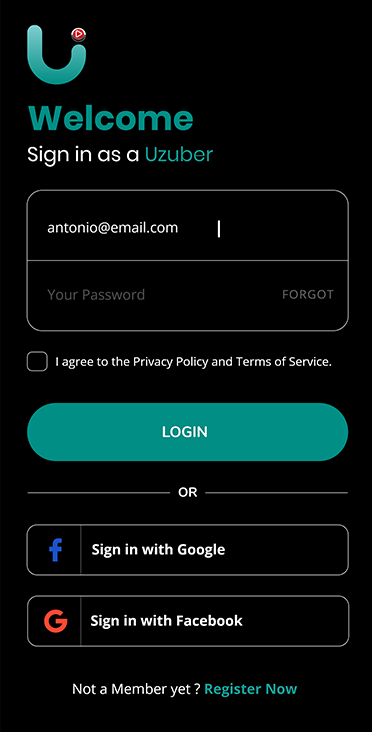 Welcome
Sign in as a Uzuber
antonio@email.com
Your Password FORGOT
I agree to the Privacy Policy and Terms of Service.
LOGIN
OR
Sign in with Google
Sign in with Facebook
Not a Member yet ? Register Now